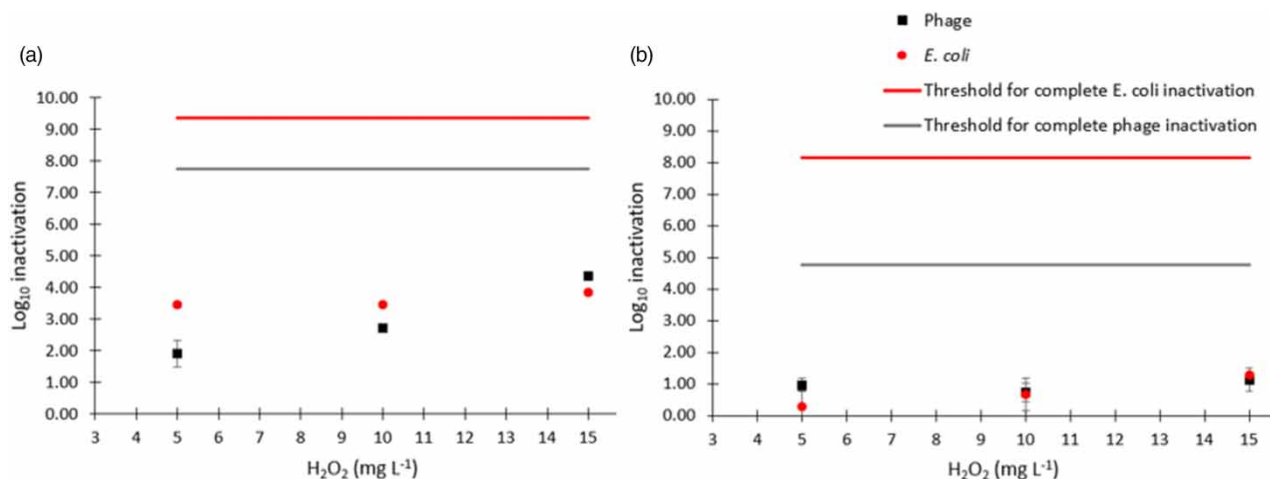 (a)
10.00
9.00
8.00
7.00
6.00
5.00
4.00
3.00
2.00
1.00
0.00
Log₁₀ inactivation
3 4 5 6 7 8 9 10 11 12 13 14 15
H₂O₂ (mg L⁻¹)
(b)
Phage
E. coli
Threshold for complete E. coli inactivation
Threshold for complete phage inactivation
10.00
9.00
8.00
7.00
6.00
5.00
4.00
3.00
2.00
1.00
0.00
Log₁₀ inactivation
3 4 5 6 7 8 9 10 11 12 13 14 15
H₂O₂ (mg L⁻¹)